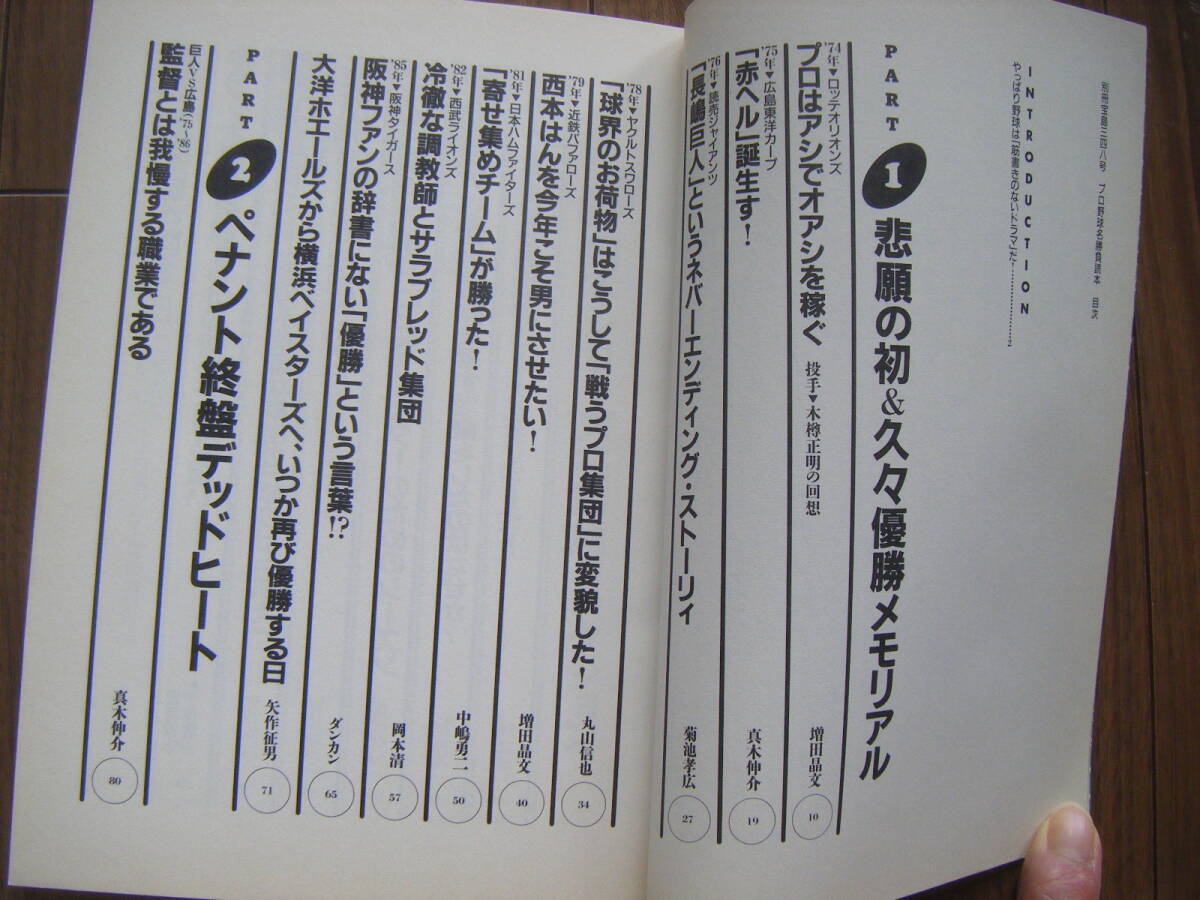 別冊宝島三四八号　プロ野球名勝負読本　目次
INTRODUCTION
やっぱり野球は「筋書きのないドラマ」だ！……………………2
PART 1 悲願の初＆久々優勝メモリアル
'74年▼ロッテオリオンズ
プロはアシでオアシを稼ぐ　投手▼木樽正明の回想　増田晶文　10
'75年▼広島東洋カープ
「赤ヘル」誕生す！　真木伸介　19
'76年▼読売ジャイアンツ
「長嶋巨人」というネバーエンディング・ストーリィ　菊池孝広　27
'78年▼ヤクルトスワローズ
「球界のお荷物」はこうして「戦うプロ集団」に変貌した！　丸山信也　34
'79年▼近鉄バファローズ
西本はんを今年こそ男にさせたい！　増田晶文　40
'81年▼日本ハムファイターズ
「寄せ集めチーム」が勝った！　中嶋勇二　50
'82年▼西武ライオンズ
冷徹な調教師とサラブレッド集団　岡本清　57
'85年▼阪神タイガース
阪神ファンの辞書にない「優勝」という言葉!?　ダンカン　65
大洋ホエールズから横浜ベイスターズへ、いつか再び優勝する日　矢作征男　71
PART 2 ペナント終盤デッドヒート
巨人VS広島（'75〜'86）
監督とは我慢する職業である　真木伸介　80